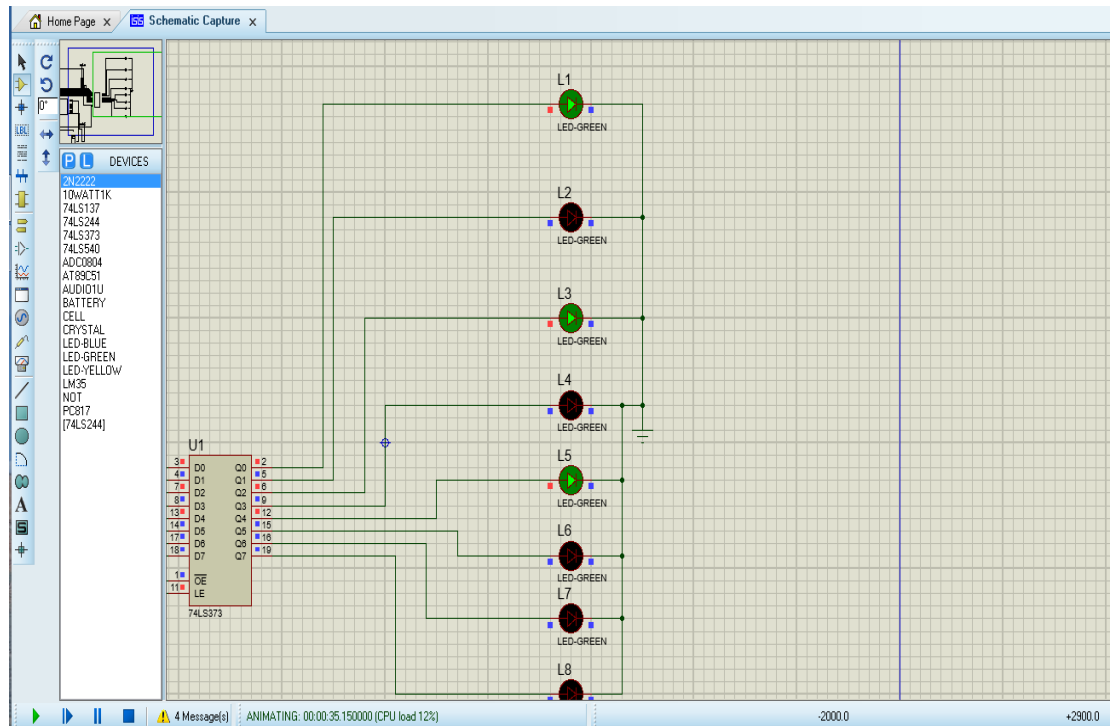 Home Page x Schematic Capture x
0°
LBL
P L DEVICES
2N2222
10WATT1K
74LS137
74LS244
74LS373
74LS540
ADC0804
AT89C51
AUDIO1U
BATTERY
CELL
CRYSTAL
LED-BLUE
LED-GREEN
LED-YELLOW
LM35
NOT
PC817
[74LS244]
A
S
L1
LED-GREEN
L2
LED-GREEN
L3
LED-GREEN
L4
LED-GREEN
L5
LED-GREEN
L6
LED-GREEN
L7
LED-GREEN
L8
U1
3 D0 Q0 2
4 D1 Q1 5
7 D2 Q2 6
8 D3 Q3 9
13 D4 Q4 12
14 D5 Q5 15
17 D6 Q6 16
18 D7 Q7 19
1 OE
11 LE
74LS373
4 Message(s) ANIMATING: 00:00:35.150000 (CPU load 12%) -2000.0 +2900.0